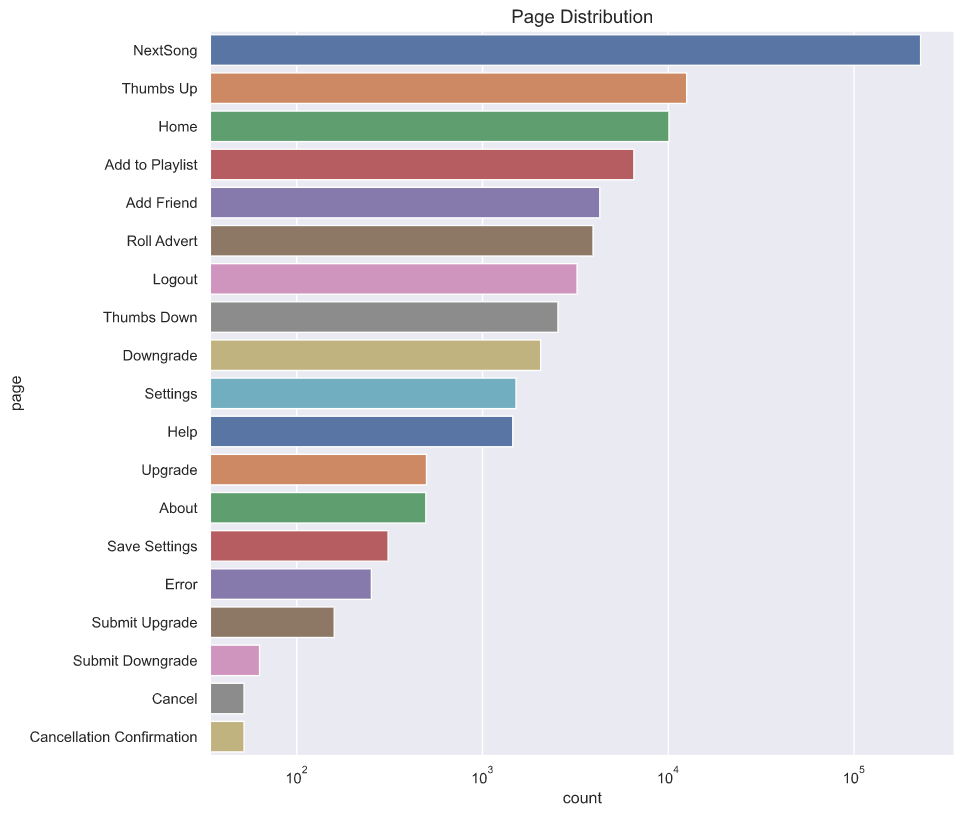 Page Distribution
NextSong
Thumbs Up
Home
Add to Playlist
Add Friend
Roll Advert
Logout
Thumbs Down
Downgrade
Settings
Help
Upgrade
About
Save Settings
Error
Submit Upgrade
Submit Downgrade
Cancel
Cancellation Confirmation
page
10² 10³ 10⁴ 10⁵
count